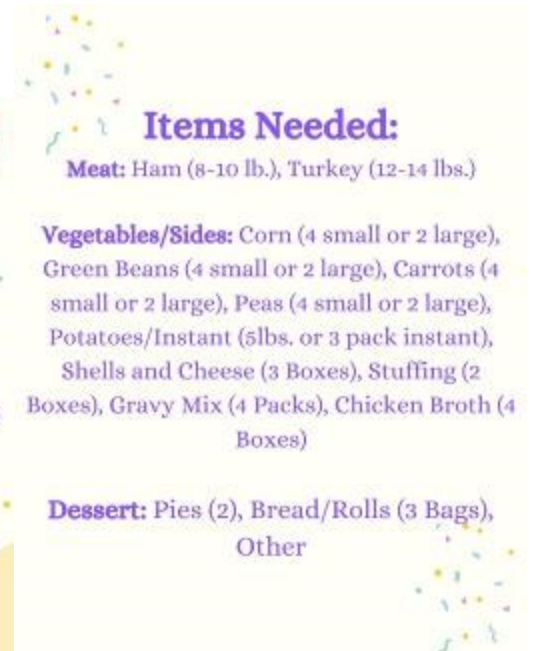 Items Needed:
Meat: Ham (8-10 lb.), Turkey (12-14 lbs.)
Vegetables/Sides: Corn (4 small or 2 large),
Green Beans (4 small or 2 large), Carrots (4
small or 2 large), Peas (4 small or 2 large),
Potatoes/Instant (5lbs. or 3 pack instant),
Shells and Cheese (3 Boxes), Stuffing (2
Boxes), Gravy Mix (4 Packs), Chicken Broth (4
Boxes)
Dessert: Pies (2), Bread/Rolls (3 Bags),
Other